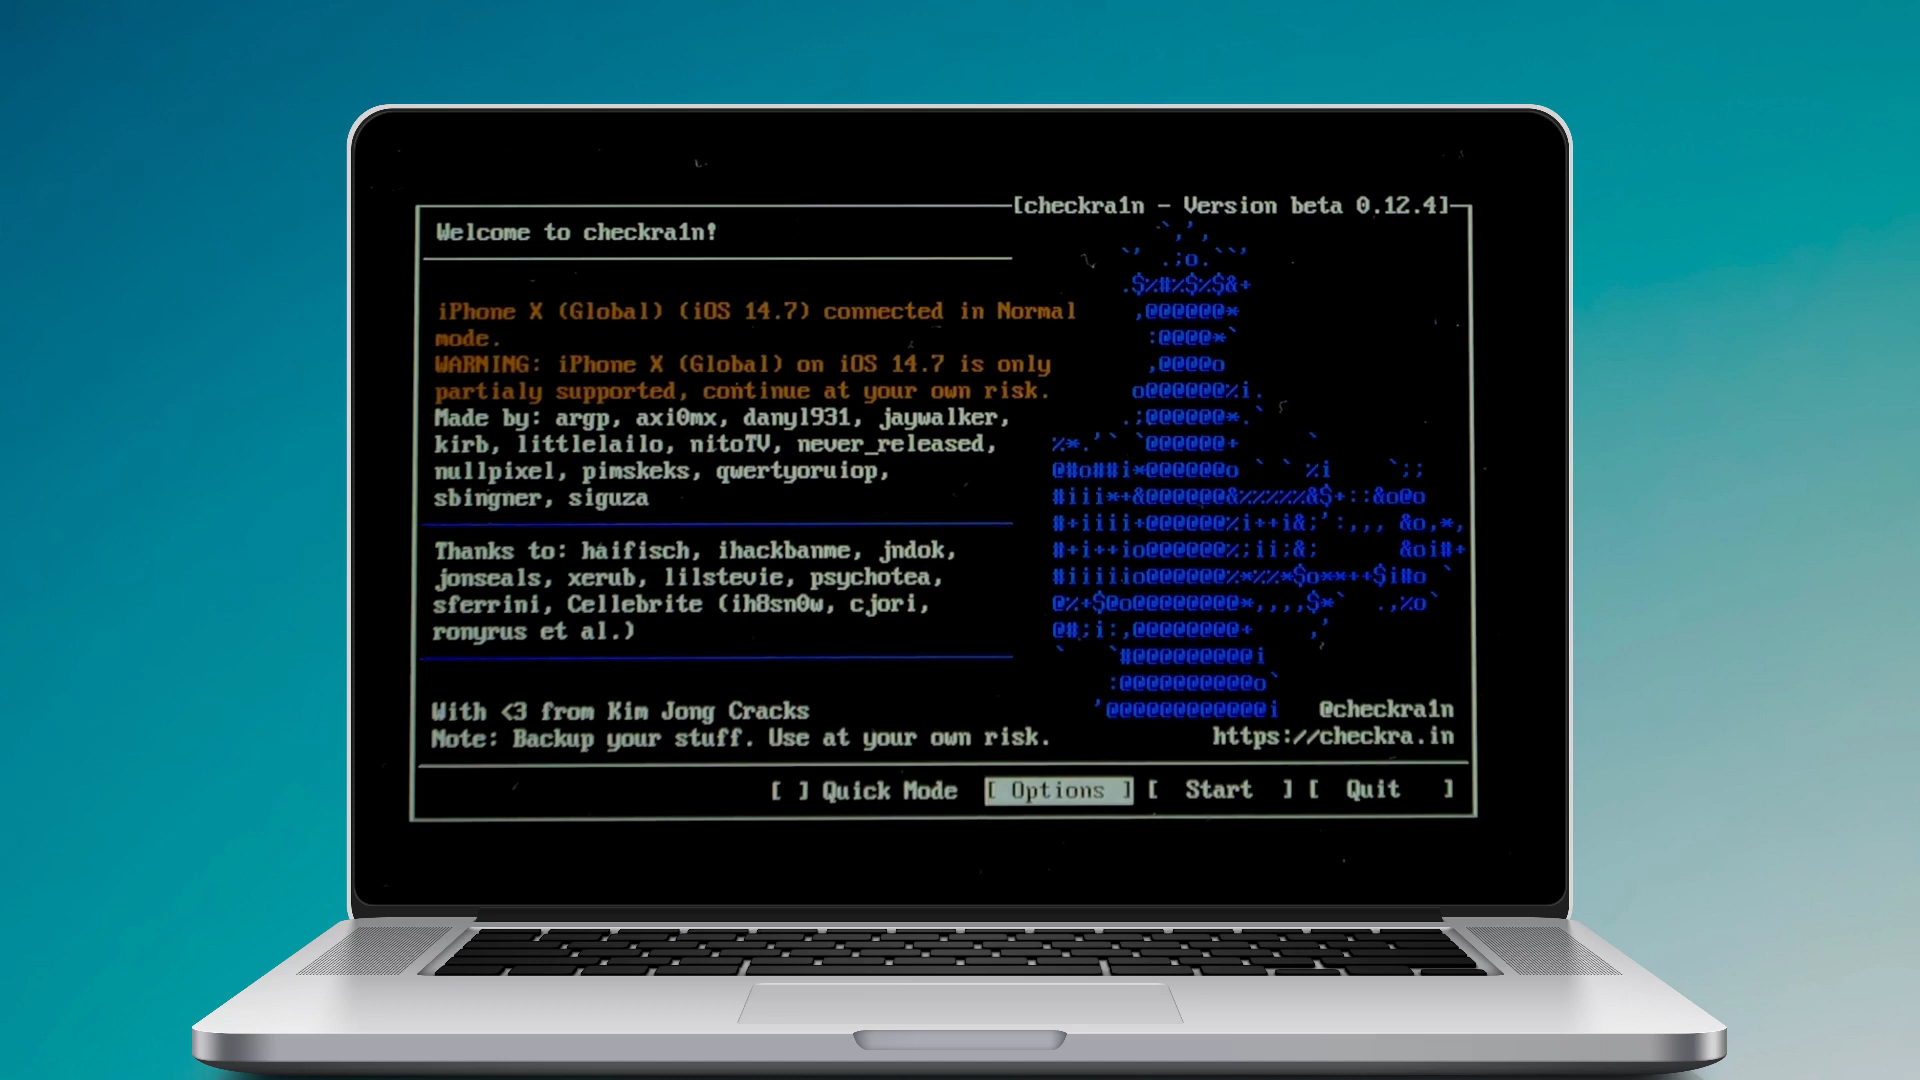 [checkra1n - Version beta 0.12.4]
Welcome to checkra1n!
iPhone X (Global) (iOS 14.7) connected in Normal
mode.
WARNING: iPhone X (Global) on iOS 14.7 is only
partialy supported, continue at your own risk.
Made by: argp, axi0mx, danyl931, jaywalker,
kirb, littlelailo, nitoTV, never_released,
nullpixel, pimskeks, qwertyoruiop,
sbingner, siguza
Thanks to: haifisch, ihackbanme, jndok,
jonseals, xerub, lilstevie, psychotea,
sferrini, Cellebrite (ih8sn0w, cjori,
ronyrus et al.)
With <3 from Kim Jong Cracks
@checkra1n
Note: Backup your stuff. Use at your own risk.
https://checkra.in
[ ] Quick Mode [ Options ] [ Start ] [ Quit ]